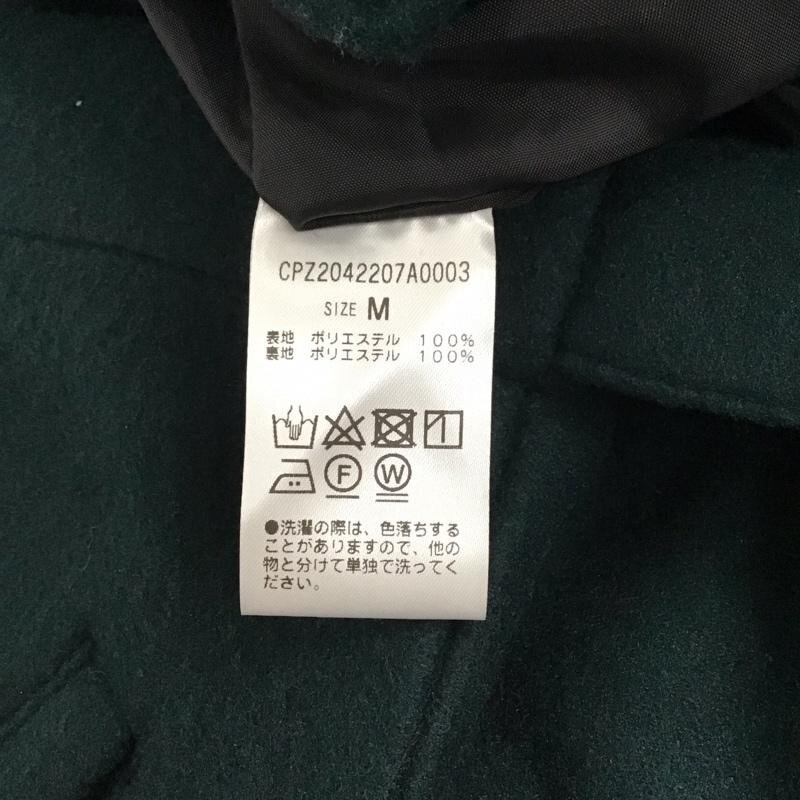 CPZ2042207A0003
SIZE M
表地 ポリエステル 100%
裏地 ポリエステル 100%
F W
●洗濯の際は、色落ちする
ことがありますので、他の
物と分けて単独で洗ってく
ださい。